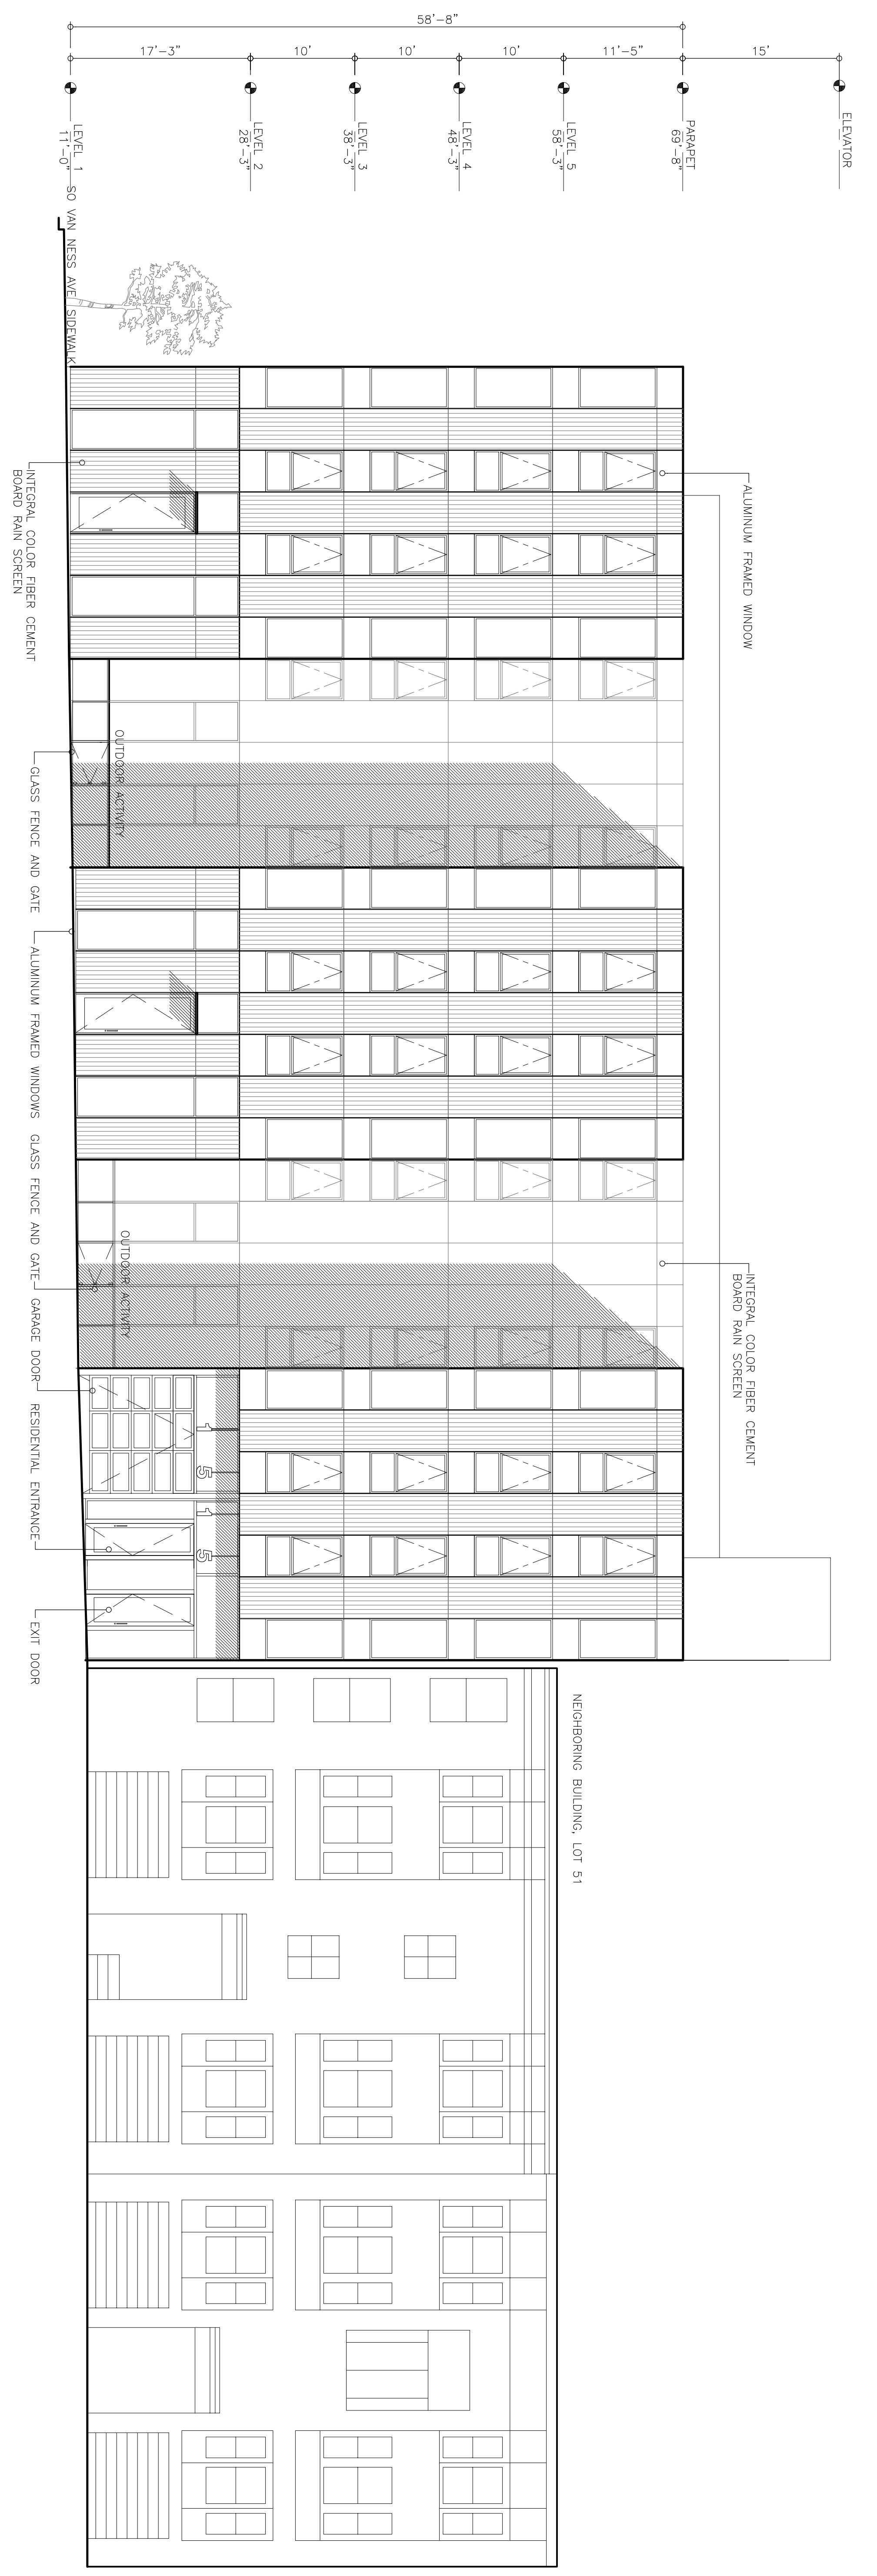 ELEVATOR
PARAPET
69'-8"
LEVEL 5
58'-3"
LEVEL 4
48'-3"
LEVEL 3
38'-3"
LEVEL 2
28'-3"
LEVEL 1
11'-0"
15'
11'-5"
10'
10'
10'
17'-3"
58'-8"
SO VAN NESS AVE SIDEWALK
ALUMINUM FRAMED WINDOW
INTEGRAL COLOR FIBER CEMENT
BOARD RAIN SCREEN
NEIGHBORING BUILDING, LOT 51
OUTDOOR ACTIVITY
OUTDOOR ACTIVITY
1 5 1 5
INTEGRAL COLOR FIBER CEMENT
BOARD RAIN SCREEN
GLASS FENCE AND GATE
ALUMINUM FRAMED WINDOWS
GLASS FENCE AND GATE
GARAGE DOOR
RESIDENTIAL ENTRANCE
EXIT DOOR